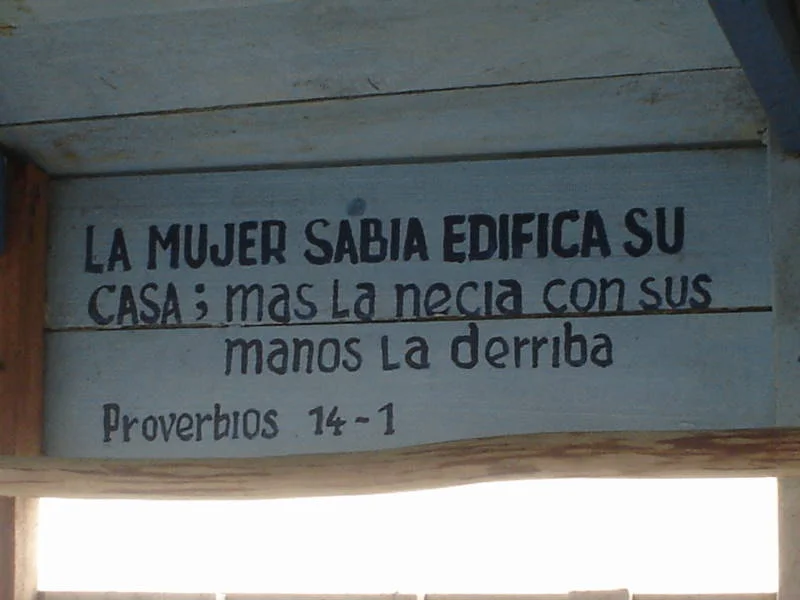 LA MUJER SABIA EDIFICA SU
CASA; mas La necia con sus
manos La derriba
Proverbios 14-1